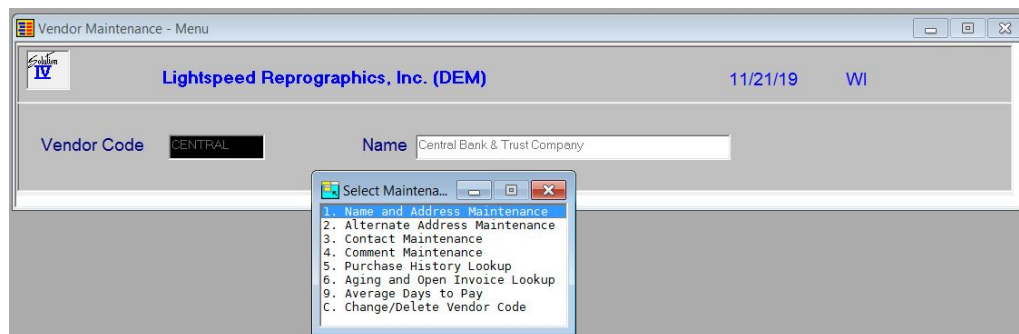 Vendor Maintenance - Menu
Solution
IV
Lightspeed Reprographics, Inc. (DEM) 11/21/19 WI
Vendor Code CENTRAL Name Central Bank & Trust Company
Select Maintena...
1. Name and Address Maintenance
2. Alternate Address Maintenance
3. Contact Maintenance
4. Comment Maintenance
5. Purchase History Lookup
6. Aging and Open Invoice Lookup
9. Average Days to Pay
C. Change/Delete Vendor Code